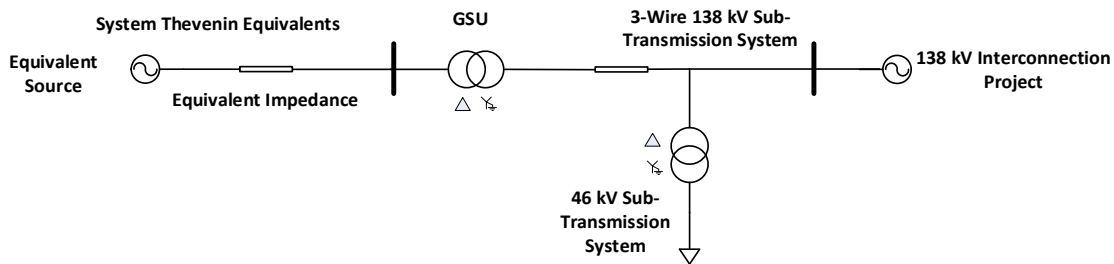 System Thevenin Equivalents
GSU
3-Wire 138 kV Sub-
Transmission System
Equivalent
Source
Equivalent Impedance
138 kV Interconnection
Project
46 kV Sub-
Transmission
System